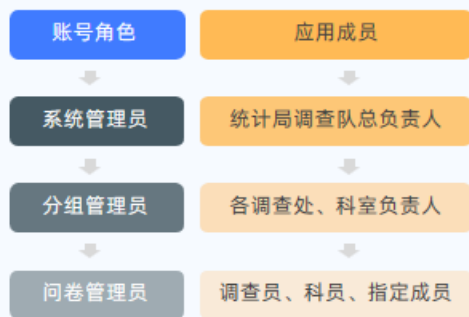 账号角色
应用成员
系统管理员
统计局调查队总负责人
分组管理员
各调查处、科室负责人
问卷管理员
调查员、科员、指定成员